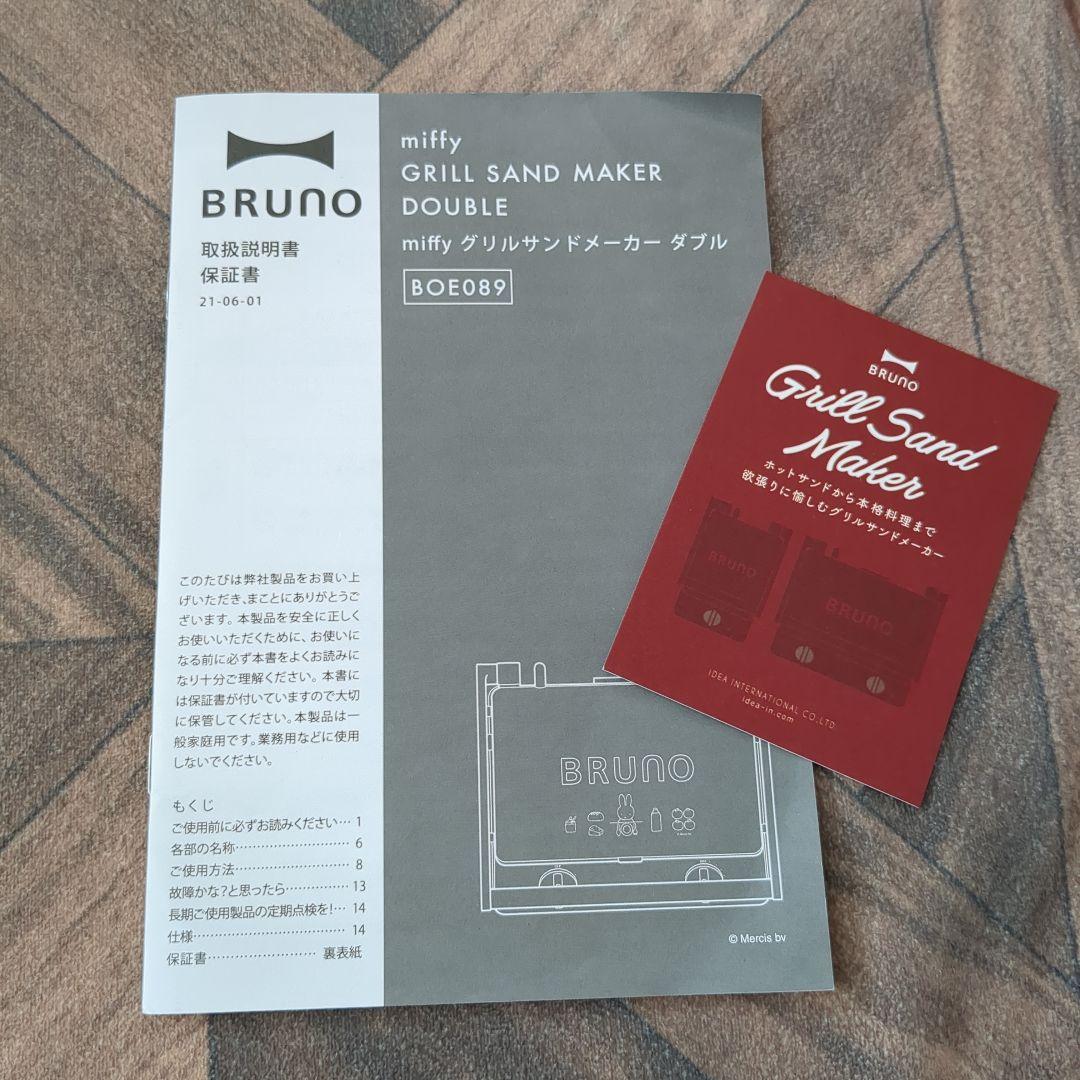 BRUNO
取扱説明書
保証書
21-06-01
miffy
GRILL SAND MAKER
DOUBLE
miffy グリルサンドメーカー ダブル
BOE089
このたびは弊社製品をお買い上
げいただき、まことにありがとうご
ざいます。本製品を安全に正しく
お使いいただくために、お使いに
なる前に必ず本書をよくお読みに
なり十分ご理解ください。本書に
は保証書が付いていますので大切
に保管してください。本製品は一
般家庭用です。業務用などに使用
しないでください。
もくじ
ご使用前に必ずお読みください… 1
各部の名称………………………… 6
ご使用方法………………………… 8
故障かな?と思ったら…………… 13
長期ご使用製品の定期点検を!… 14
仕様………………………………… 14
保証書……………………… 裏表紙
BRUNO
© Mercis bv
BRUNO
Grill Sand
Maker
ホットサンドから本格料理まで
欲張りに愉しむグリルサンドメーカー
BRUNO
BRUNO
IDEA INTERNATIONAL CO.,LTD
idea-in.com